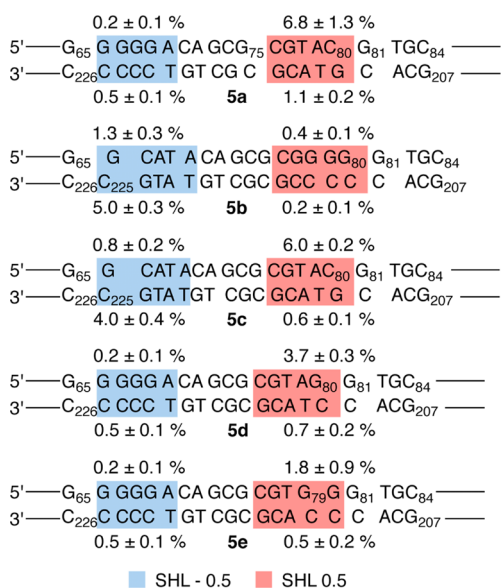 0.2 ± 0.1 % 6.8 ± 1.3 %
5' G65 G GGG A CA GCG75 CGT AC80 G81 TGC84
3' C226 C CCC T GT CG C GCA T G C ACG207
0.5 ± 0.1 % 5a 1.1 ± 0.2 %
1.3 ± 0.3 % 0.4 ± 0.1 %
5' G65 G CAT A CA GCG CGG GG80 G81 TGC84
3' C226 C225 GTA T GT CGC GCC C C C ACG207
5.0 ± 0.3 % 5b 0.2 ± 0.1 %
0.8 ± 0.2 % 6.0 ± 0.2 %
5' G65 G CATA CA GCG CGT AC80 G81 TGC84
3' C226 C225 GTAT GT CGC GCA T G C ACG207
4.0 ± 0.4 % 5c 0.6 ± 0.1 %
0.2 ± 0.1 % 3.7 ± 0.3 %
5' G65 G GGG A CA GCG CGT AG80 G81 TGC84
3' C226 C CCC T GT CGC GCA T C C ACG207
0.5 ± 0.1 % 5d 0.7 ± 0.2 %
0.2 ± 0.1 % 1.8 ± 0.9 %
5' G65 G GGG A CA GCG CGT G79G G81 TGC84
3' C226 C CCC T GT CGC GCA C C C ACG207
0.5 ± 0.1 % 5e 0.5 ± 0.2 %
SHL - 0.5 SHL 0.5